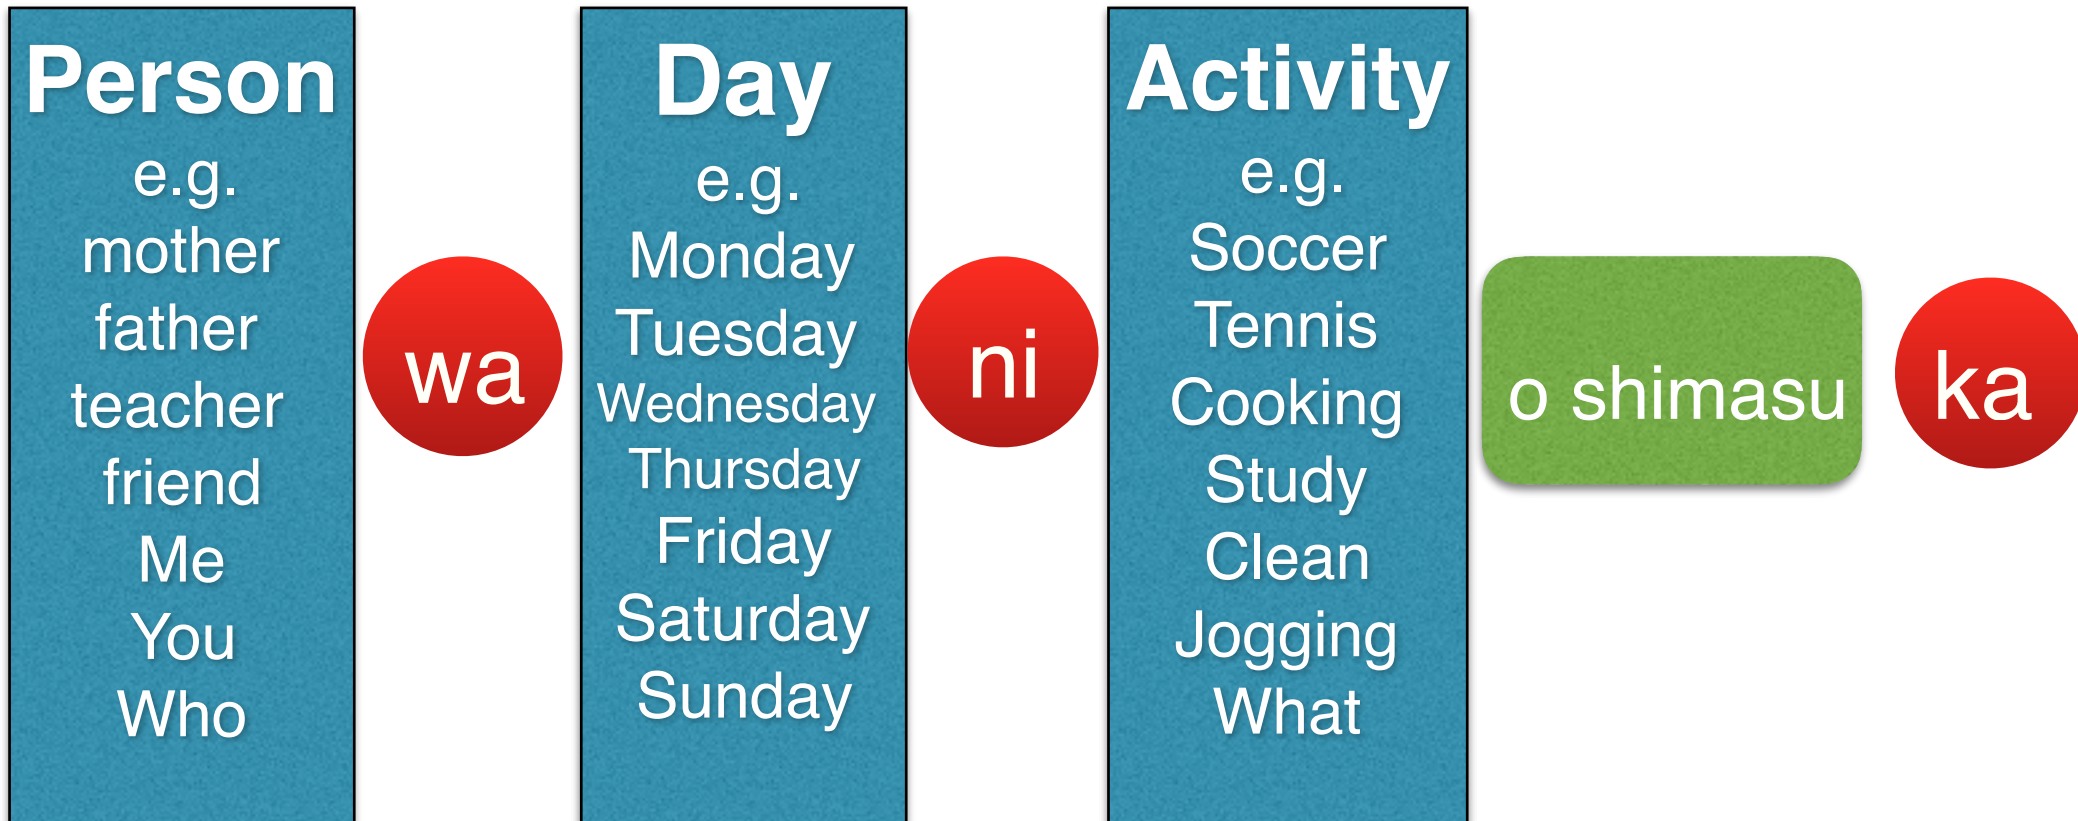 Person
e.g.
mother
father
teacher
friend
Me
You
Who
wa
Day
e.g.
Monday
Tuesday
Wednesday
Thursday
Friday
Saturday
Sunday
ni
Activity
e.g.
Soccer
Tennis
Cooking
Study
Clean
Jogging
What
o shimasu
ka